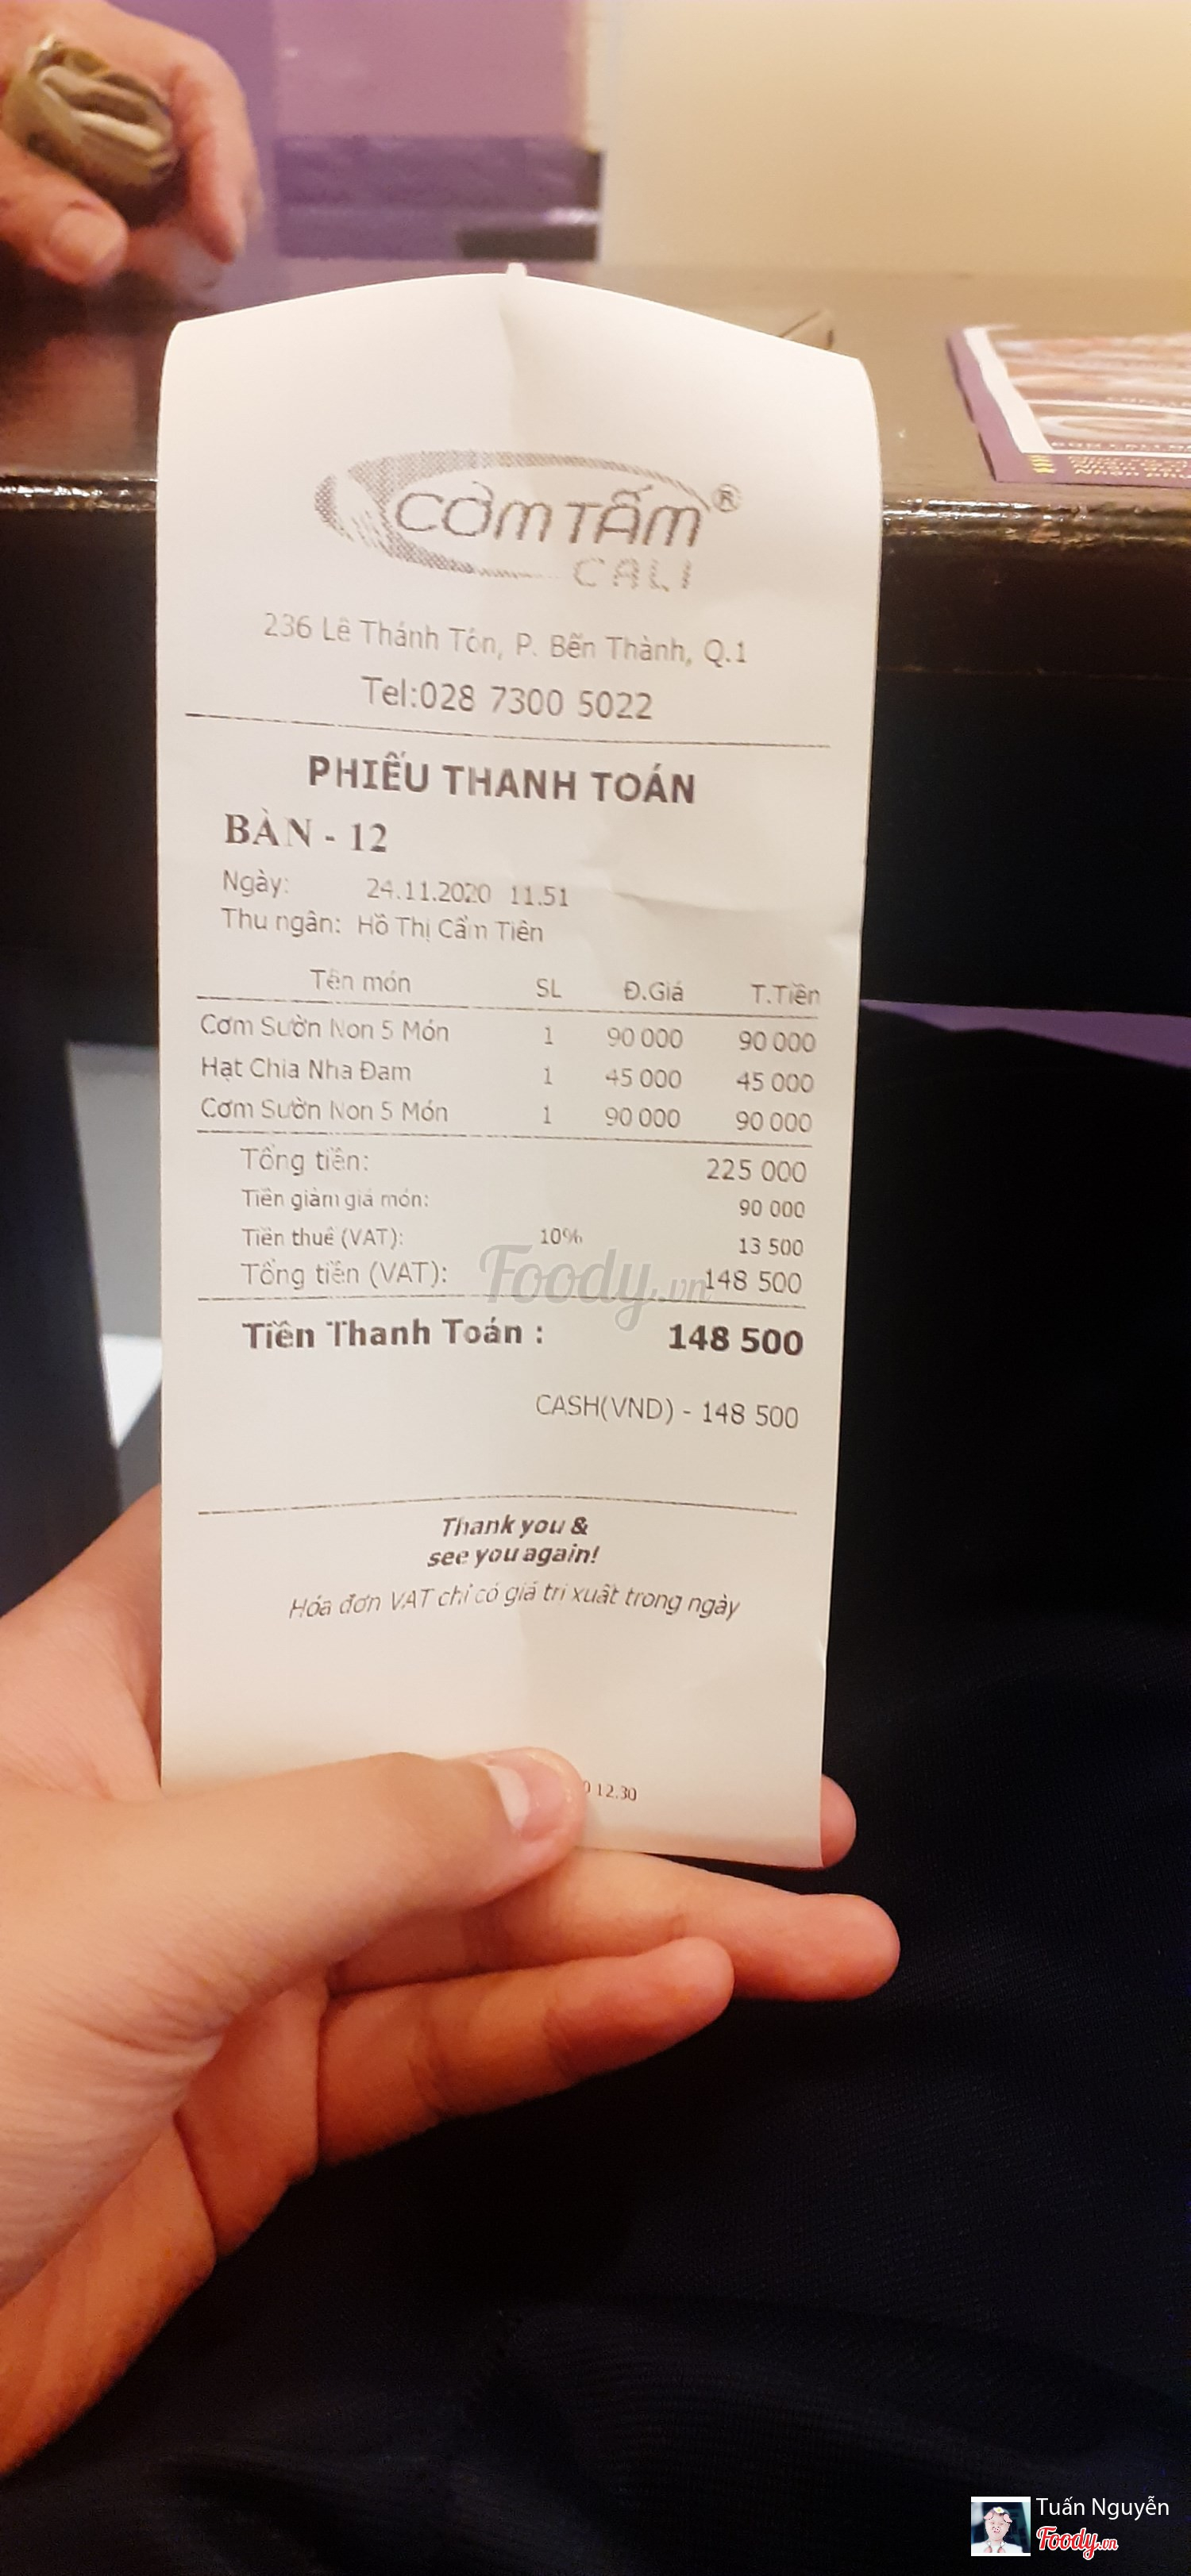 CƠM TẤM®
CALI
236 Lê Thánh Tôn, P. Bến Thành, Q.1
Tel:028 7300 5022
PHIẾU THANH TOÁN
BÀN - 12
Ngày: 24.11.2020 11.51
Thu ngân: Hồ Thị Cẩm Tiên
Tên món SL Đ.Giá T.Tiền
Cơm Sườn Non 5 Món 1 90 000 90 000
Hạt Chia Nha Đam 1 45 000 45 000
Cơm Sườn Non 5 Món 1 90 000 90 000
Tổng tiền: 225 000
Tiền giảm giá món: 90 000
Tiền thuế (VAT): 10% 13 500
Tổng tiền (VAT): 148 500
Foody.vn
Tiền Thanh Toán : 148 500
CASH(VND) - 148 500
Thank you &
see you again!
Hóa đơn VAT chỉ có giá trị xuất trong ngày
12.30
Tuấn Nguyễn
Foody.vn